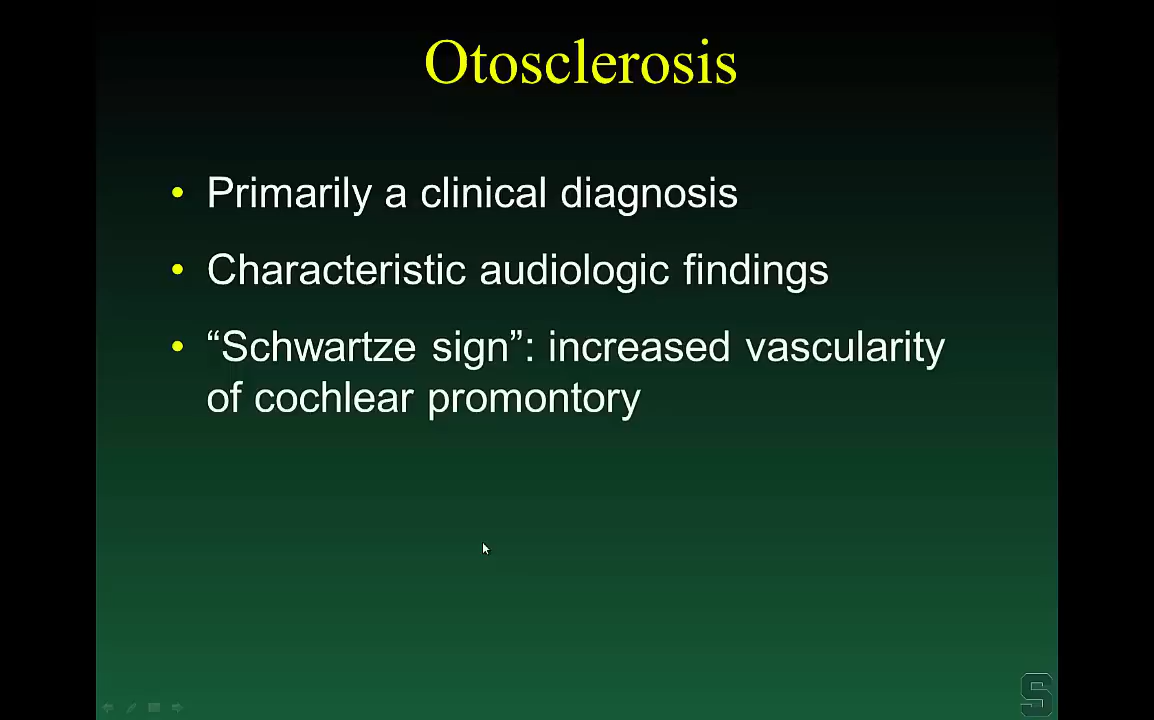 Otosclerosis
• Primarily a clinical diagnosis
• Characteristic audiologic findings
• “Schwartze sign”: increased vascularity
of cochlear promontory
S